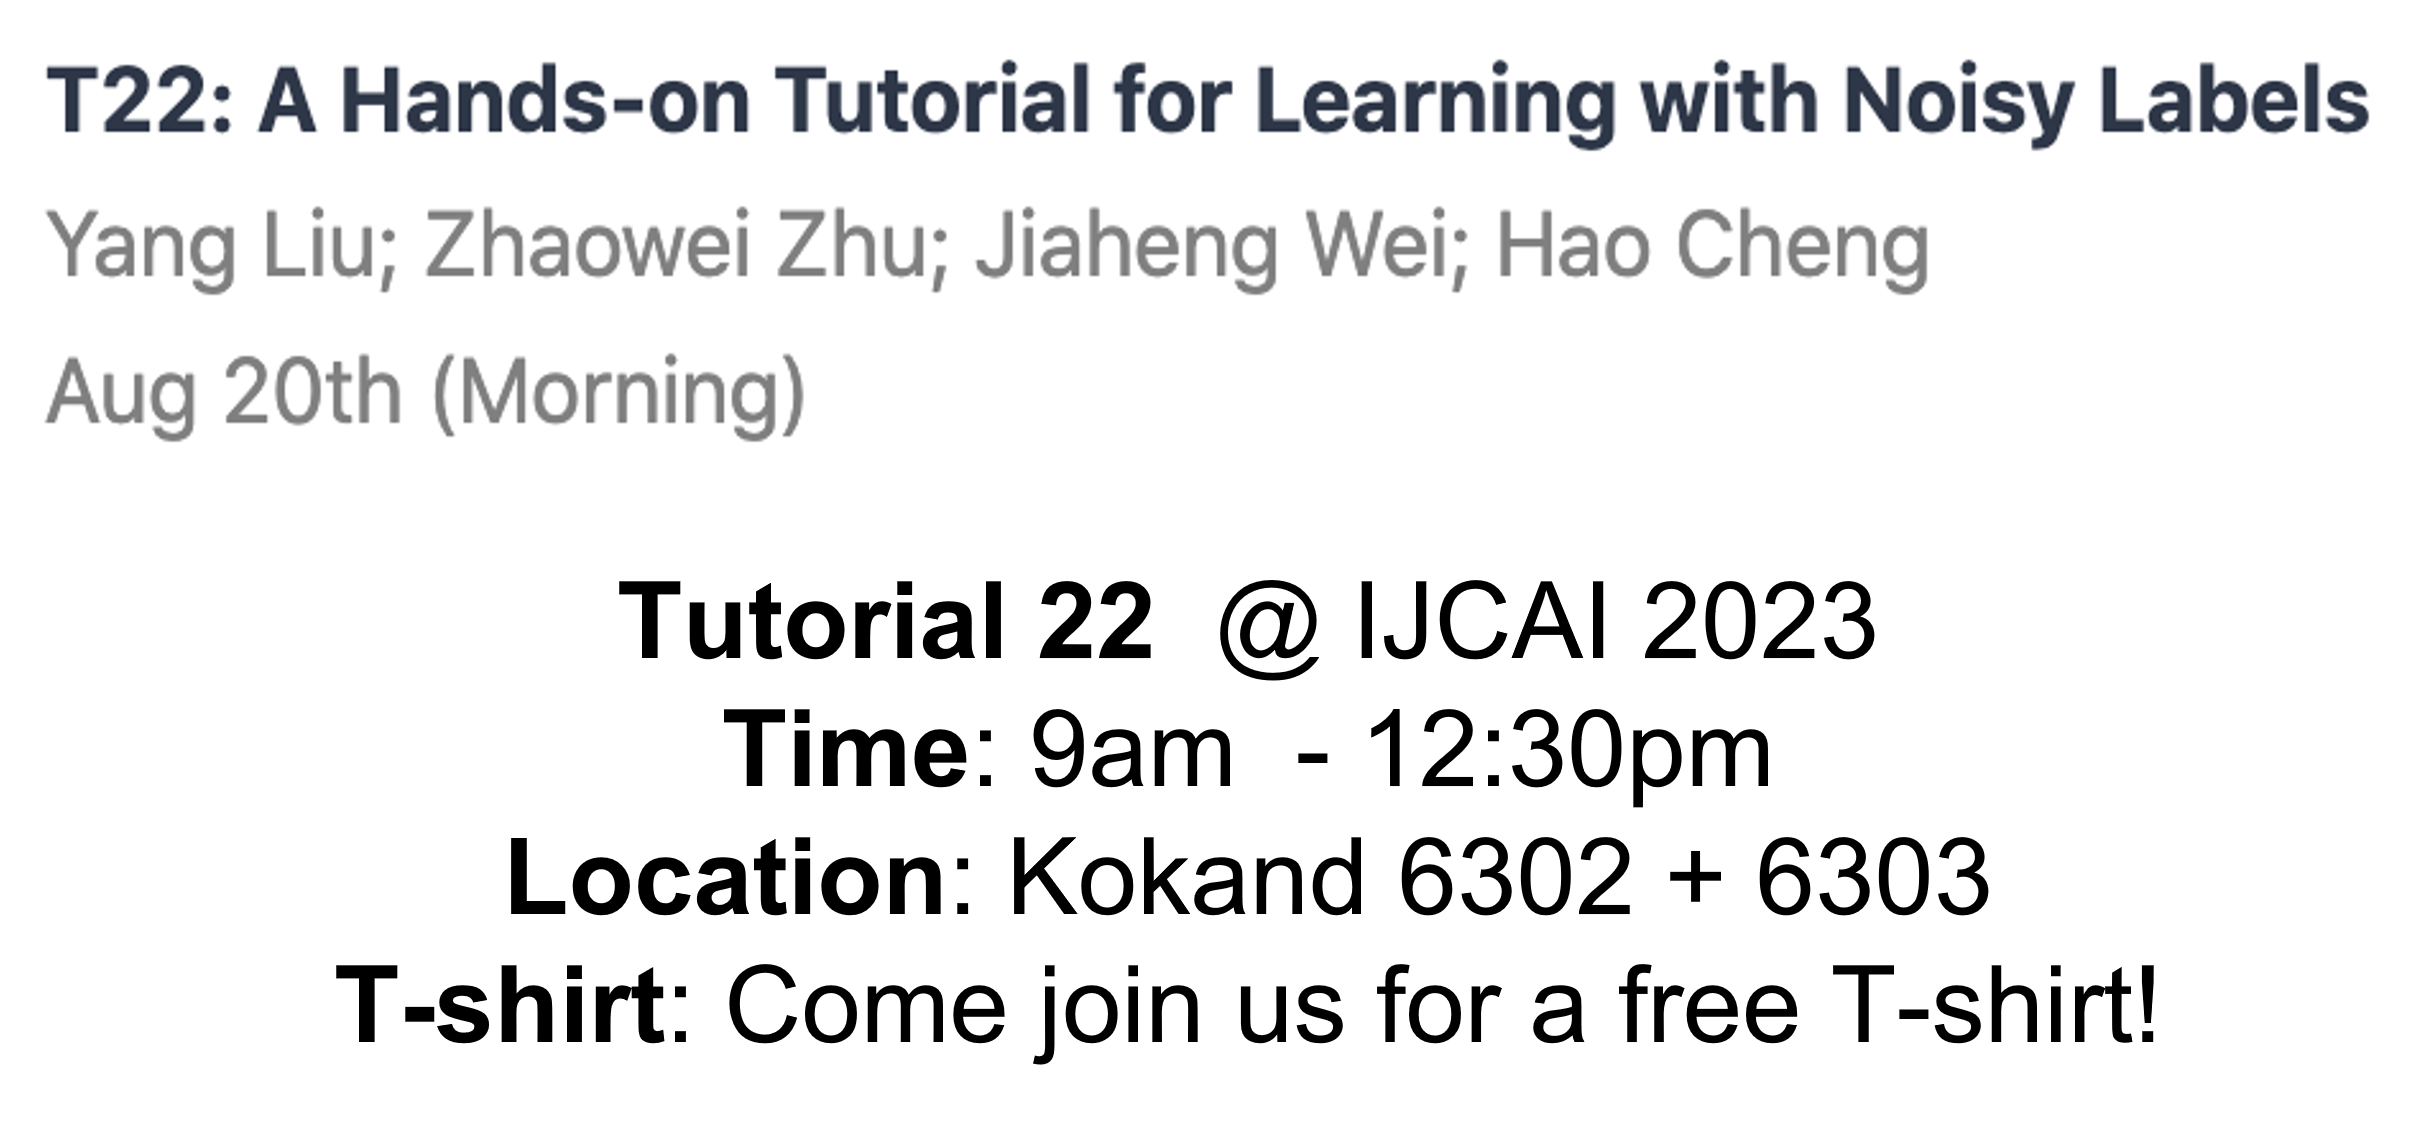 T22: A Hands-on Tutorial for Learning with Noisy Labels
Yang Liu; Zhaowei Zhu; Jiaheng Wei; Hao Cheng
Aug 20th (Morning)
Tutorial 22 @ IJCAI 2023
Time: 9am - 12:30pm
Location: Kokand 6302 + 6303
T-shirt: Come join us for a free T-shirt!